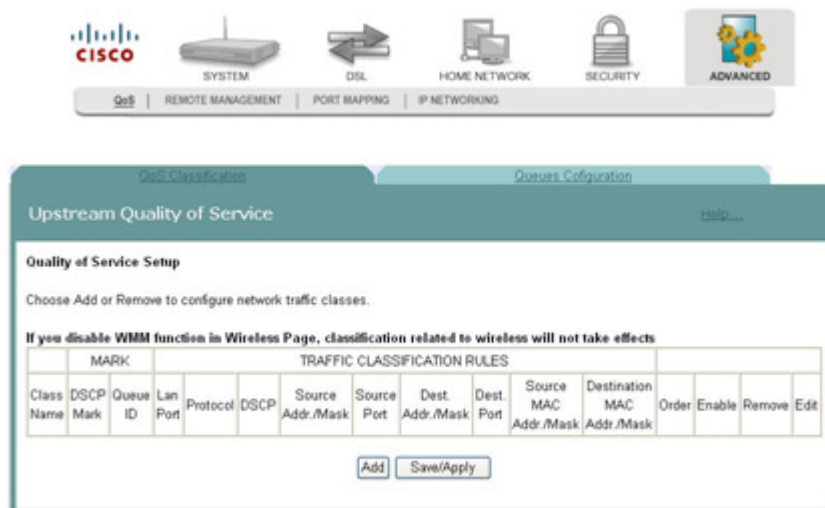 CISCO
SYSTEM
DSL
HOME NETWORK
SECURITY
ADVANCED
QoS | REMOTE MANAGEMENT | PORT MAPPING | IP NETWORKING
QoS Classification
Queues Cofiguration
Upstream Quality of Service
Help...
Quality of Service Setup
Choose Add or Remove to configure network traffic classes.
If you disable WMM function in Wireless Page, classification related to wireless will not take effects
MARK
TRAFFIC CLASSIFICATION RULES
Class Name
DSCP Mark
Queue ID
Lan Port
Protocol
DSCP
Source Addr./Mask
Source Port
Dest. Addr./Mask
Dest. Port
Source MAC Addr./Mask
Destination MAC Addr./Mask
Order
Enable
Remove
Edit
Add
Save/Apply